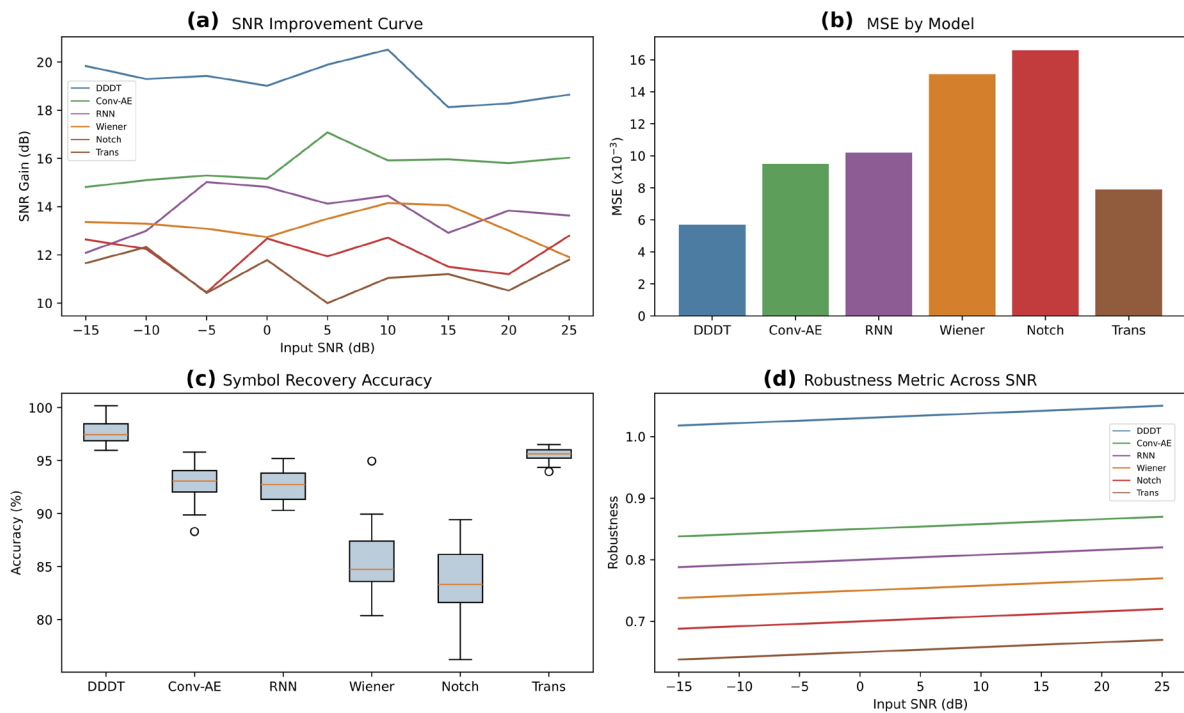 (a) SNR Improvement Curve
SNR Gain (dB)
20
18
16
14
12
10
DDDT
Conv-AE
RNN
Wiener
Notch
Trans
−15 −10 −5 0 5 10 15 20 25
Input SNR (dB)
(b) MSE by Model
MSE (x10⁻³)
16
14
12
10
8
6
4
2
0
DDDT Conv-AE RNN Wiener Notch Trans
(c) Symbol Recovery Accuracy
Accuracy (%)
100
95
90
85
80
DDDT Conv-AE RNN Wiener Notch Trans
(d) Robustness Metric Across SNR
Robustness
1.0
0.9
0.8
0.7
DDDT
Conv-AE
RNN
Wiener
Notch
Trans
−15 −10 −5 0 5 10 15 20 25
Input SNR (dB)